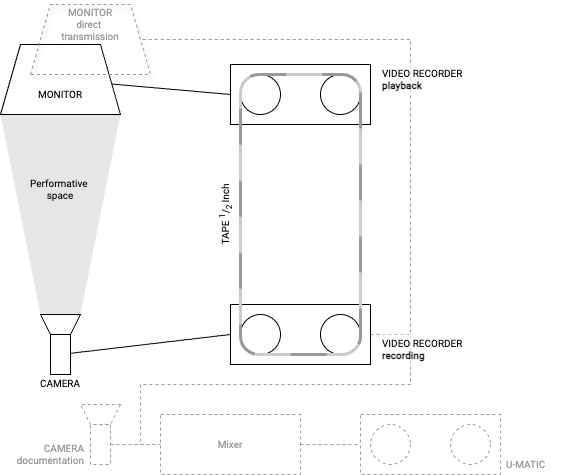 MONITOR
direct
transmission
VIDEO RECORDER
playback
MONITOR
Performative
space
TAPE 1/2 Inch
VIDEO RECORDER
recording
CAMERA
CAMERA
documentation
Mixer
U-MATIC